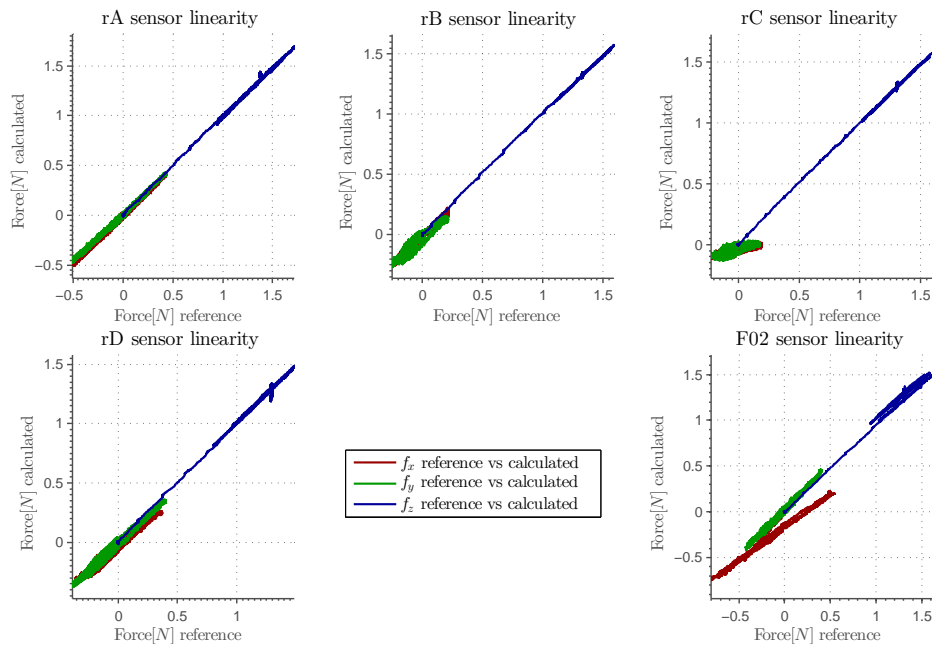 rA sensor linearity
1.5
1
0.5
0
−0.5
Force[N] calculated
−0.5 0 0.5 1 1.5
Force[N] reference
rB sensor linearity
1.5
1
0.5
0
Force[N] calculated
0 0.5 1 1.5
Force[N] reference
rC sensor linearity
1.5
1
0.5
0
Force[N] calculated
0 0.5 1 1.5
Force[N] reference
rD sensor linearity
1.5
1
0.5
0
Force[N] calculated
0 0.5 1
Force[N] reference
fx reference vs calculated
fy reference vs calculated
fz reference vs calculated
F02 sensor linearity
1.5
1
0.5
0
−0.5
Force[N] calculated
−0.5 0 0.5 1 1.5
Force[N] reference